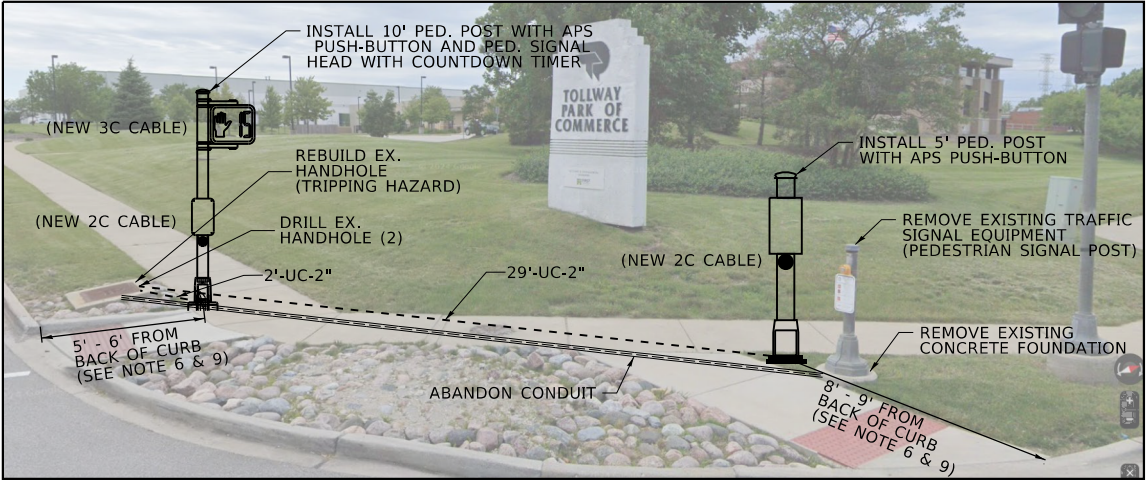 INSTALL 10' PED. POST WITH APS
PUSH-BUTTON AND PED. SIGNAL
HEAD WITH COUNTDOWN TIMER
(NEW 3C CABLE)
REBUILD EX.
HANDHOLE
(TRIPPING HAZARD)
(NEW 2C CABLE)
DRILL EX.
HANDHOLE (2)
2'-UC-2"
29'-UC-2"
5' - 6' FROM
BACK OF CURB
(SEE NOTE 6 & 9)
ABANDON CONDUIT
TOLLWAY
PARK OF
COMMERCE
INSTALL 5' PED. POST
WITH APS PUSH-BUTTON
(NEW 2C CABLE)
REMOVE EXISTING TRAFFIC
SIGNAL EQUIPMENT
(PEDESTRIAN SIGNAL POST)
REMOVE EXISTING
CONCRETE FOUNDATION
8' - 9' FROM
BACK OF CURB
(SEE NOTE 6 & 9)